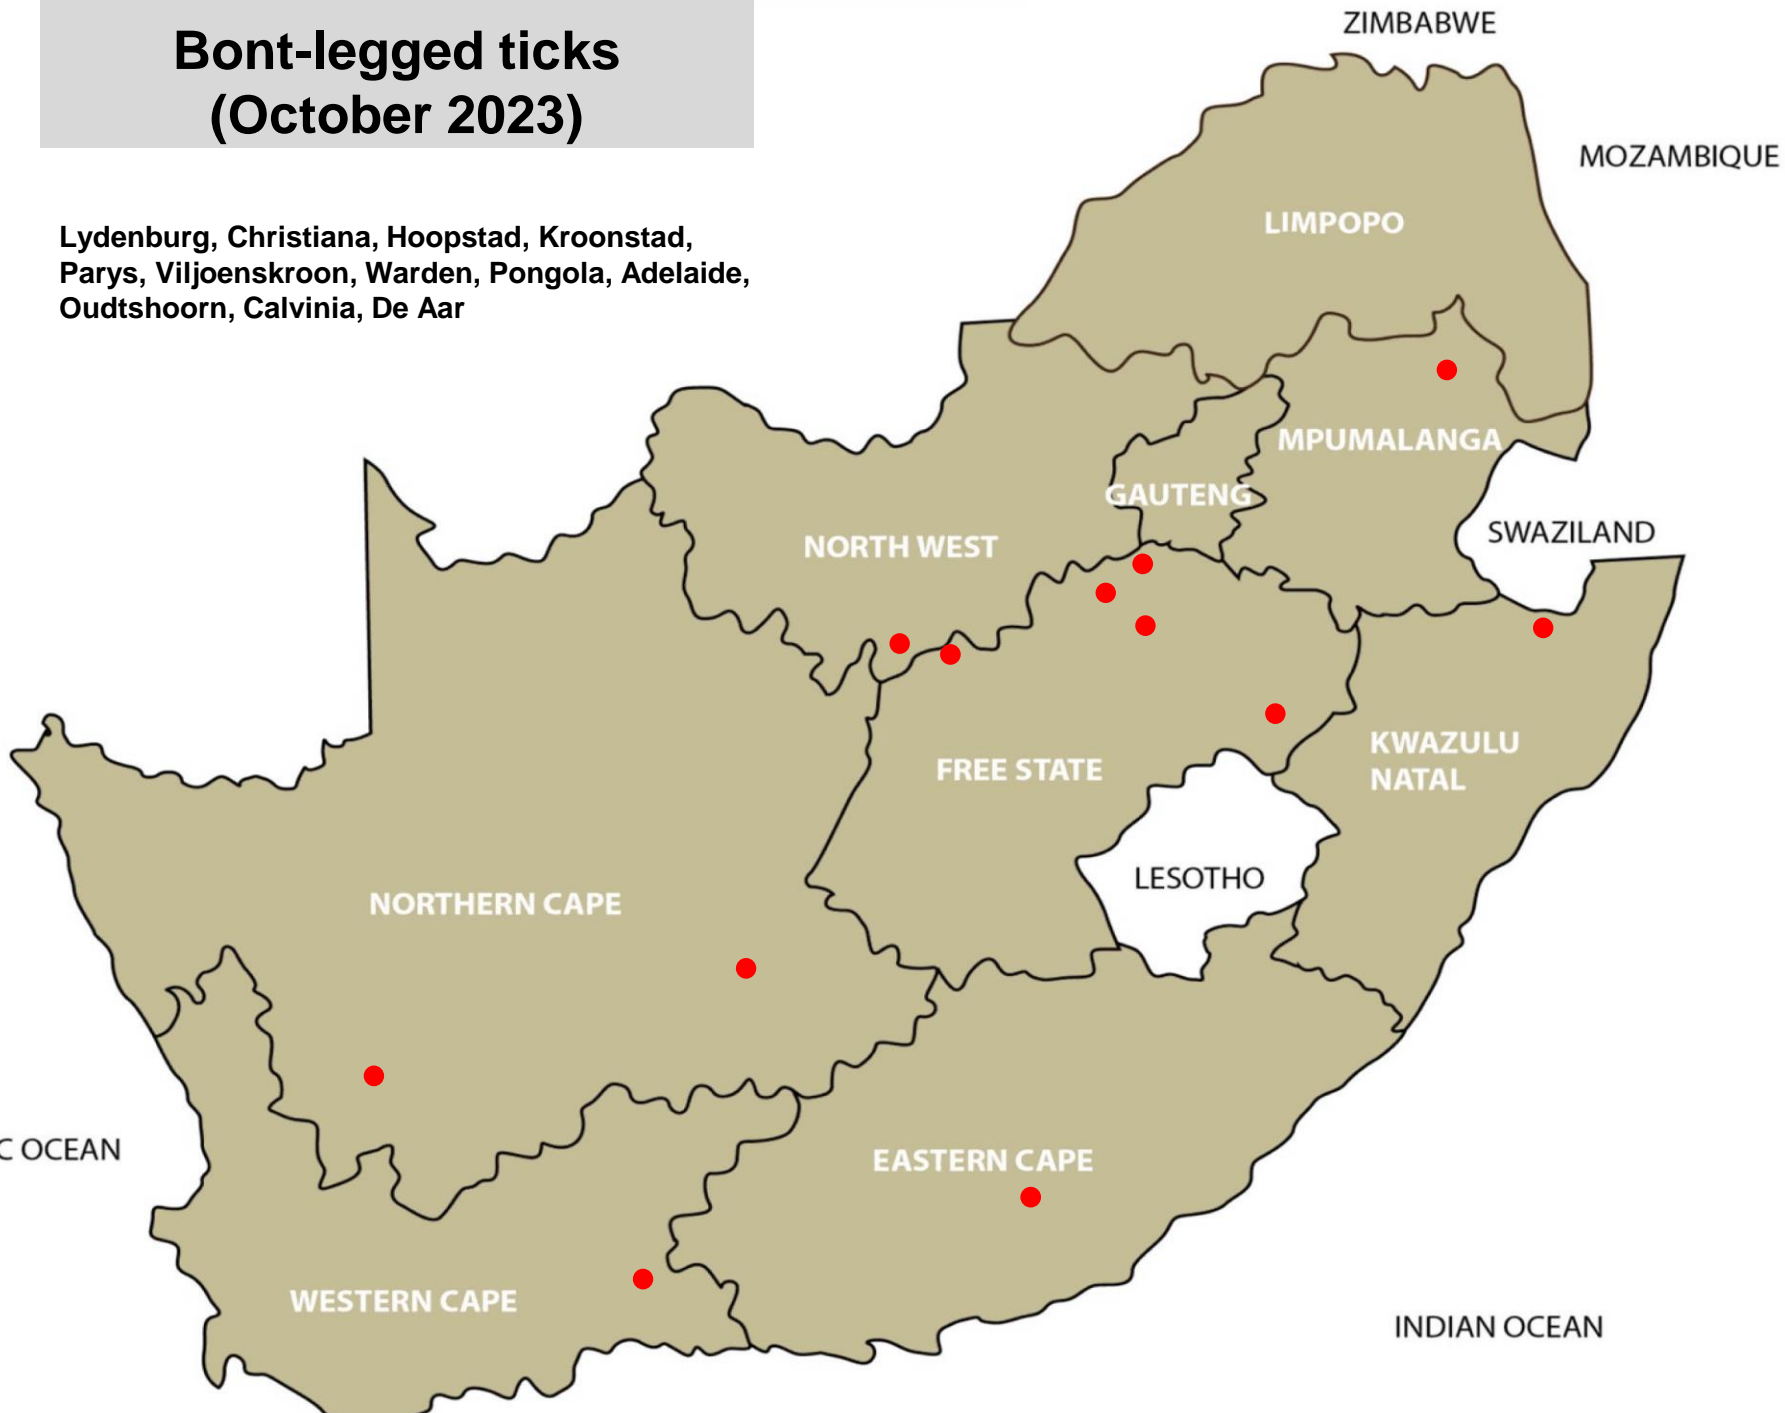 Bont-legged ticks
(October 2023)
Lydenburg, Christiana, Hoopstad, Kroonstad,
Parys, Viljoenskroon, Warden, Pongola, Adelaide,
Oudtshoorn, Calvinia, De Aar
ZIMBABWE
MOZAMBIQUE
LIMPOPO
MPUMALANGA
GAUTENG
SWAZILAND
NORTH WEST
KWAZULU
NATAL
FREE STATE
LESOTHO
NORTHERN CAPE
C OCEAN
EASTERN CAPE
WESTERN CAPE
INDIAN OCEAN